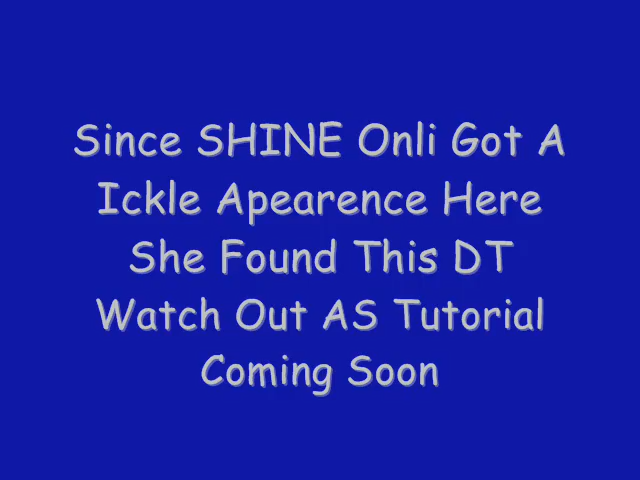 Since SHINE Onli Got A
Ickle Apearence Here
She Found This DT
Watch Out AS Tutorial
Coming Soon